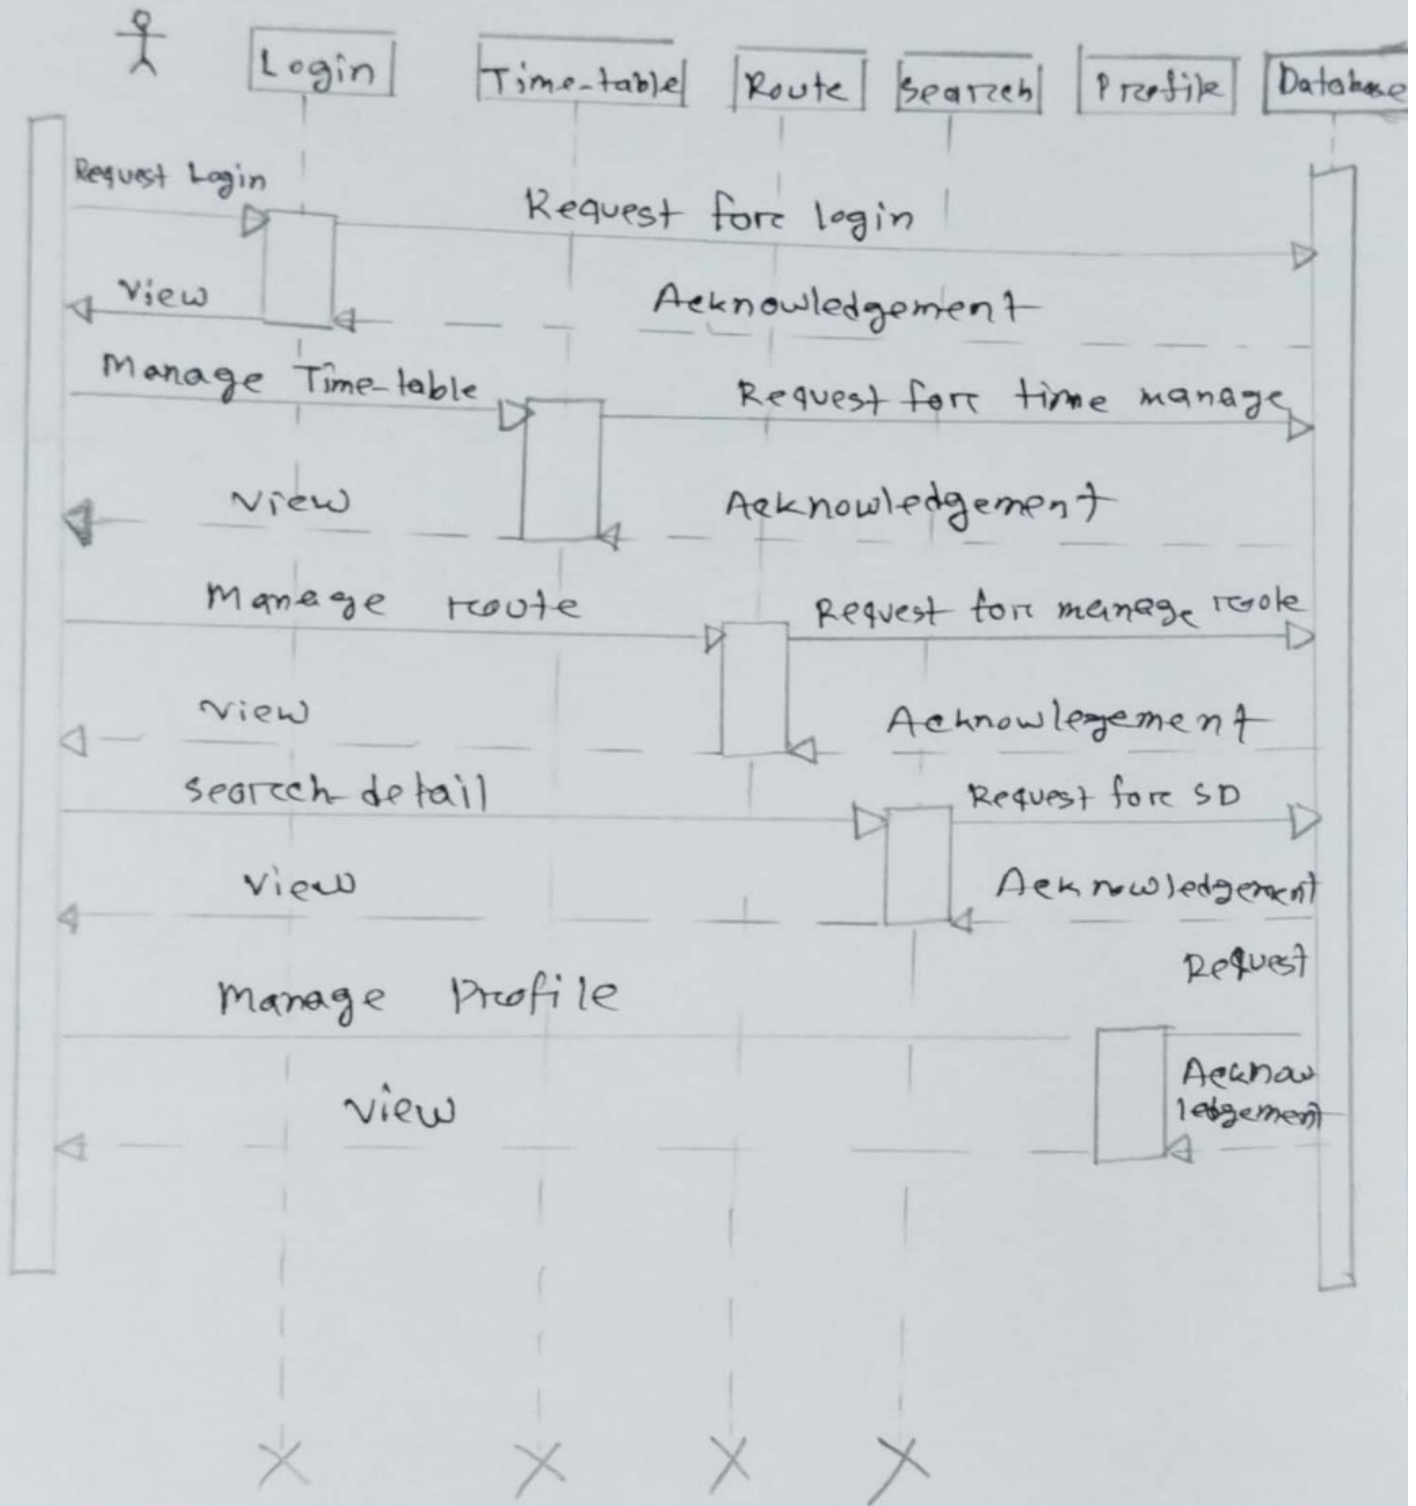 Login
Time-table
Route
Search
Profile
Database
Request Login
Request for login
View
Acknowledgement
Manage Time-table
Request for time manage
View
Acknowledgement
Manage route
Request for manage
View
Acknowlegement
search detail
Request for SD
View
Acknowledgement
Request
Manage Profile
Acknow
ledgement
View